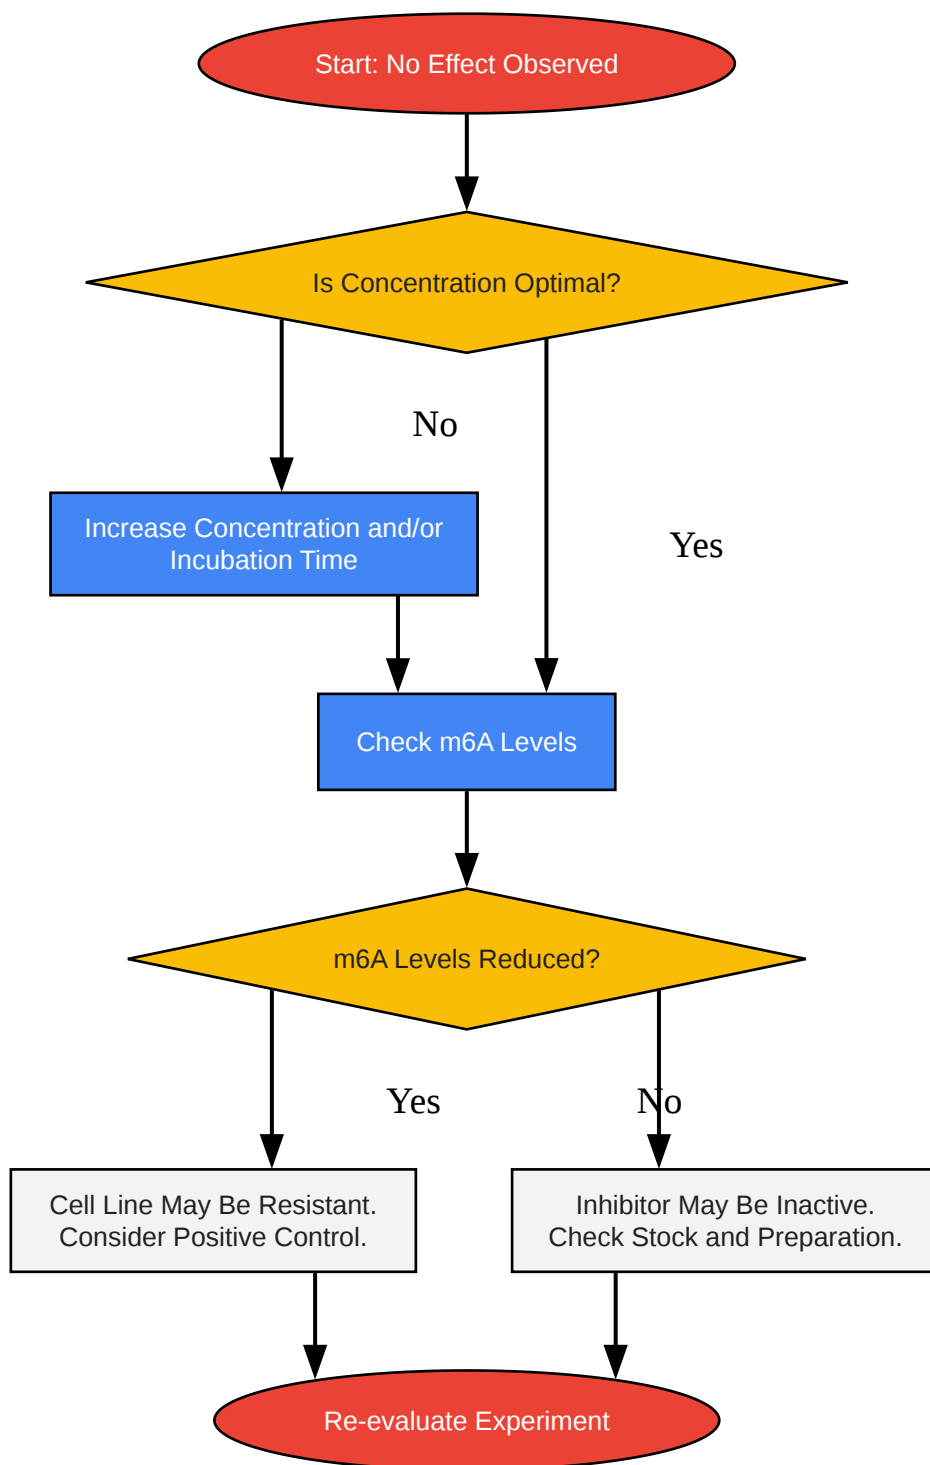 Start: No Effect Observed
Is Concentration Optimal?
No
Increase Concentration and/or
Incubation Time
Yes
Check m6A Levels
m6A Levels Reduced?
Yes
No
Cell Line May Be Resistant.
Consider Positive Control.
Inhibitor May Be Inactive.
Check Stock and Preparation.
Re-evaluate Experiment